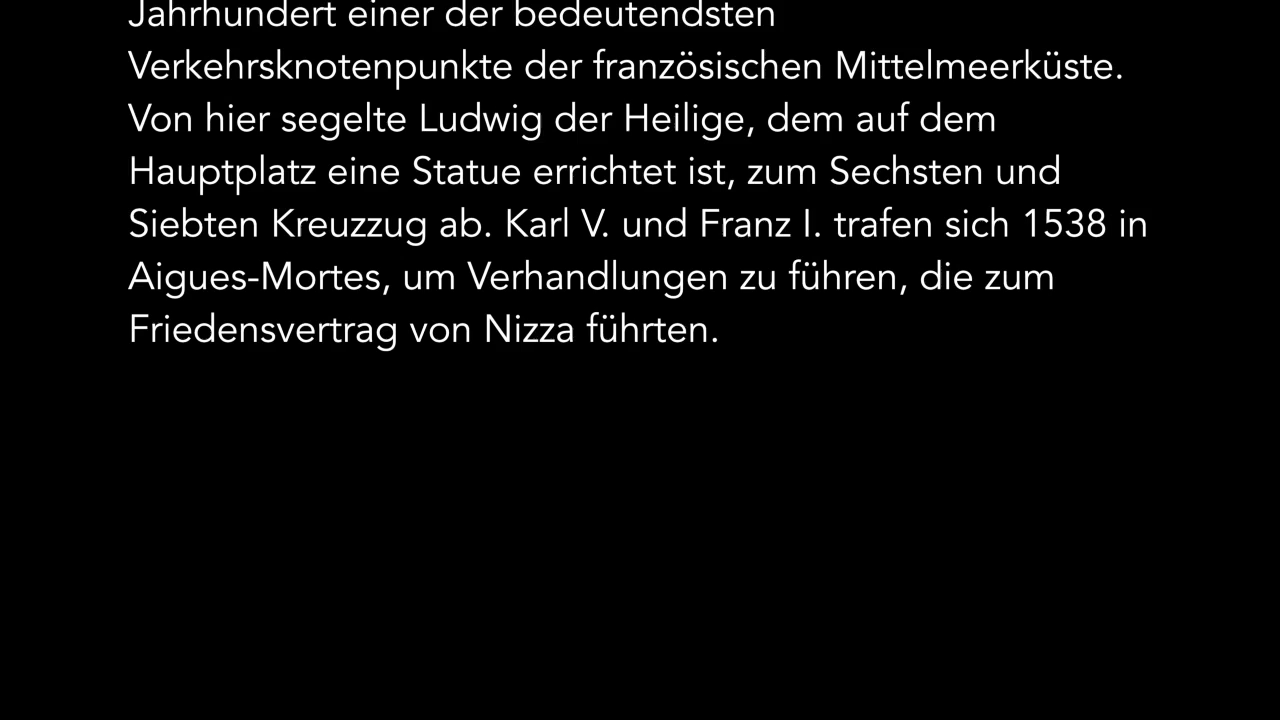 Jahrhundert einer der bedeutendsten
Verkehrsknotenpunkte der französischen Mittelmeerküste.
Von hier segelte Ludwig der Heilige, dem auf dem
Hauptplatz eine Statue errichtet ist, zum Sechsten und
Siebten Kreuzzug ab. Karl V. und Franz I. trafen sich 1538 in
Aigues-Mortes, um Verhandlungen zu führen, die zum
Friedensvertrag von Nizza führten.